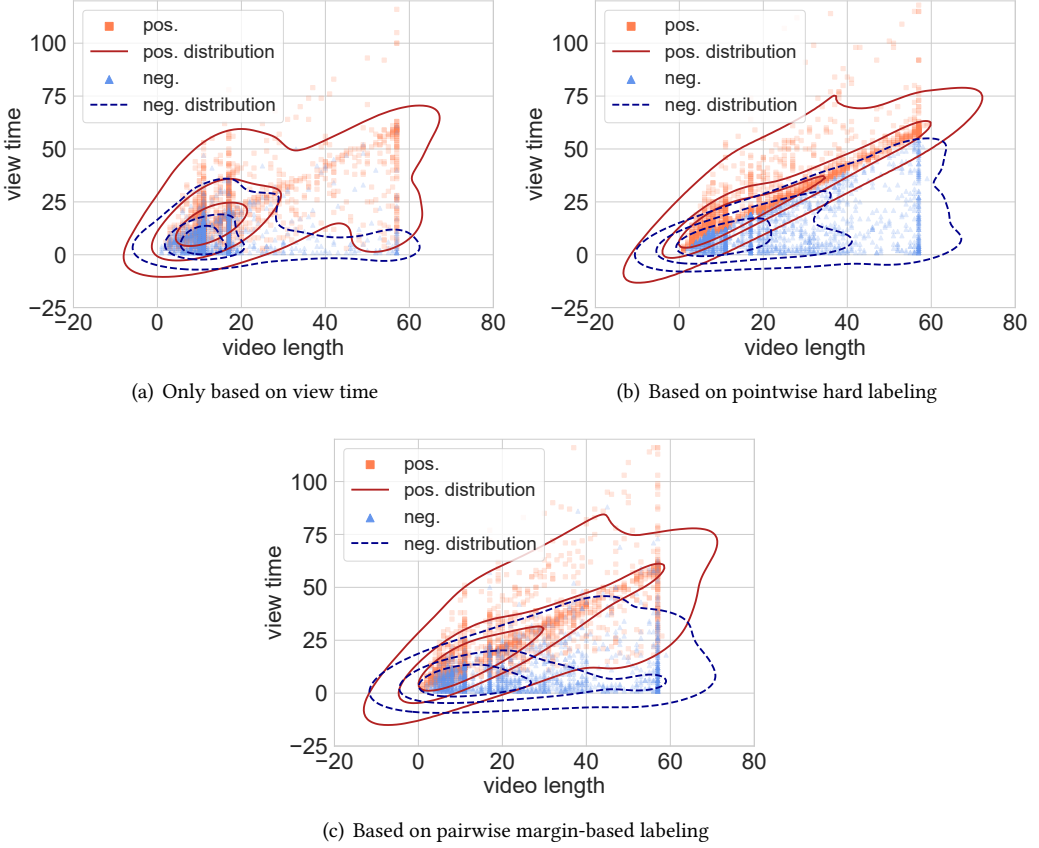 pos.
pos. distribution
neg.
neg. distribution
100
75
50
25
0
−25
view time
−20 0 20 40 60 80
video length
(a) Only based on view time
pos.
pos. distribution
neg.
neg. distribution
100
75
50
25
0
−25
view time
−20 0 20 40 60 80
video length
(b) Based on pointwise hard labeling
pos.
pos. distribution
neg.
neg. distribution
100
75
50
25
0
−25
view time
−20 0 20 40 60 80
video length
(c) Based on pairwise margin-based labeling